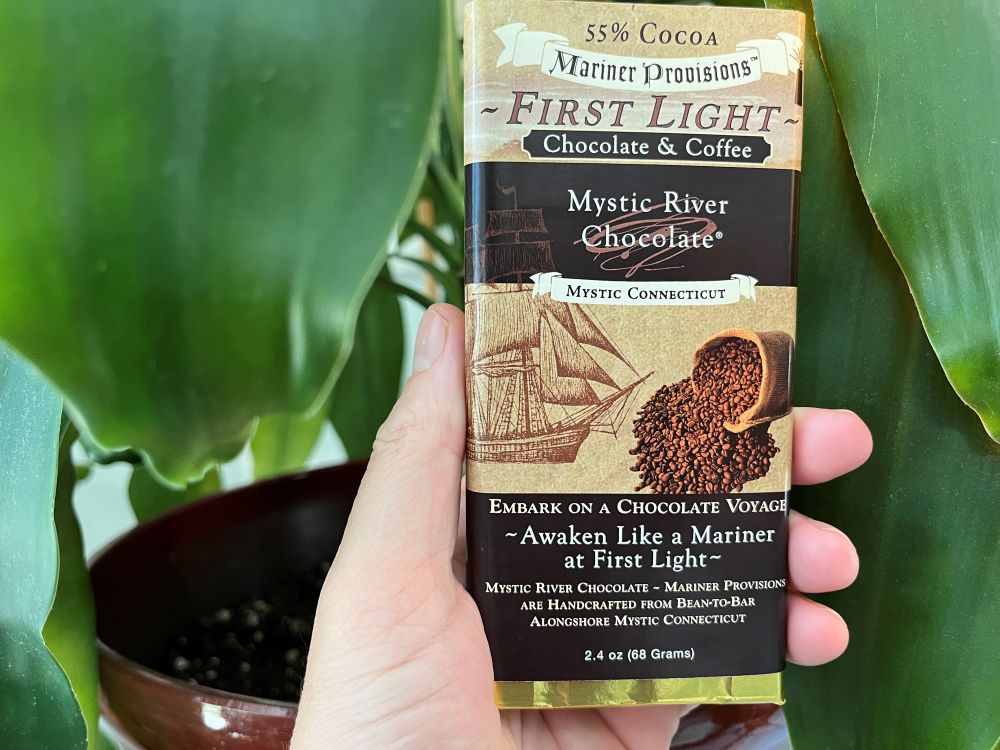 55% Cocoa
Mariner Provisions™
~ First Light ~
Chocolate & Coffee
Mystic River
Chocolate®
Mystic Connecticut
Embark on a Chocolate Voyage
~Awaken Like a Mariner
at First Light~
Mystic River Chocolate ~ Mariner Provisions
are Handcrafted from Bean-to-Bar
Alongshore Mystic Connecticut
2.4 oz (68 Grams)